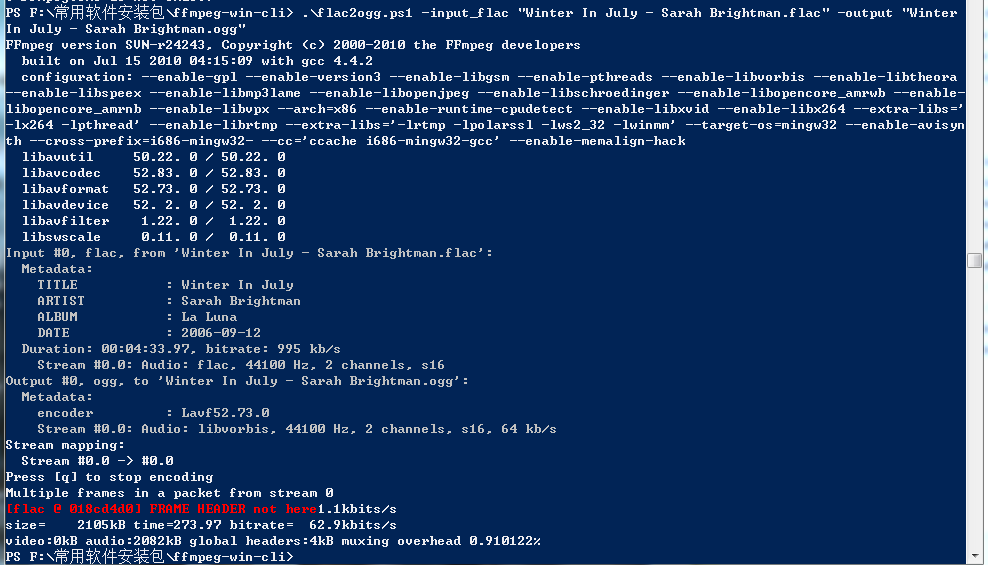 PS F:\常用软件安装包\ffmpeg-win-cli> .\flac2ogg.ps1 -input_flac "Winter In July - Sarah Brightman.flac" -output "Winter
In July - Sarah Brightman.ogg"
FFmpeg version SVN-r24243, Copyright (c) 2000-2010 the FFmpeg developers
  built on Jul 15 2010 04:15:09 with gcc 4.4.2
  configuration: --enable-gpl --enable-version3 --enable-libgsm --enable-pthreads --enable-libvorbis --enable-libtheora
--enable-libspeex --enable-libmp3lame --enable-libopenjpeg --enable-libschroedinger --enable-libopencore_amrwb --enable-
libopencore_amrnb --enable-libvpx --arch=x86 --enable-runtime-cpudetect --enable-libxvid --enable-libx264 --extra-libs='
-lx264 -lpthread' --enable-librtmp --extra-libs='-lrtmp -lpolarssl -lws2_32 -lwinmm' --target-os=mingw32 --enable-avisyn
th --cross-prefix=i686-mingw32- --cc='ccache i686-mingw32-gcc' --enable-memalign-hack
  libavutil     50.22. 0 / 50.22. 0
  libavcodec    52.83. 0 / 52.83. 0
  libavformat   52.73. 0 / 52.73. 0
  libavdevice   52. 2. 0 / 52. 2. 0
  libavfilter    1.22. 0 /  1.22. 0
  libswscale     0.11. 0 /  0.11. 0
Input #0, flac, from 'Winter In July - Sarah Brightman.flac':
  Metadata:
    TITLE           : Winter In July
    ARTIST          : Sarah Brightman
    ALBUM           : La Luna
    DATE            : 2006-09-12
  Duration: 00:04:33.97, bitrate: 995 kb/s
    Stream #0.0: Audio: flac, 44100 Hz, 2 channels, s16
Output #0, ogg, to 'Winter In July - Sarah Brightman.ogg':
  Metadata:
    encoder         : Lavf52.73.0
    Stream #0.0: Audio: libvorbis, 44100 Hz, 2 channels, s16, 64 kb/s
Stream mapping:
  Stream #0.0 -> #0.0
Press [q] to stop encoding
Multiple frames in a packet from stream 0
[flac @ 018cd4d0] FRAME HEADER not here1.1kbits/s
size=    2105kB time=273.97 bitrate=  62.9kbits/s
video:0kB audio:2082kB global headers:4kB muxing overhead 0.910122%
PS F:\常用软件安装包\ffmpeg-win-cli>